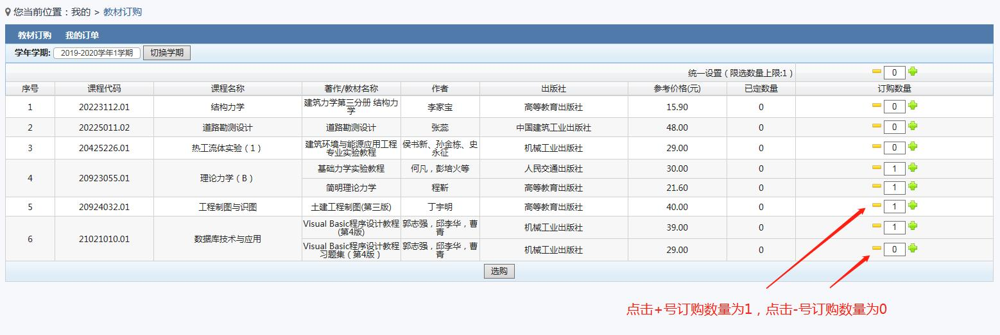 您当前位置：我的 > 教材订购
教材订购 我的订单
学年学期: 2019-2020学年1学期 切换学期
统一设置（限选数量上限:1） 0
序号 课程代码 课程名称 著作/教材名称 作者 出版社 参考价格(元) 已定数量 订购数量
1 20223112.01 结构力学 建筑力学第三分册 结构力学 李家宝 高等教育出版社 15.90 0 0
2 20225011.02 道路勘测设计 道路勘测设计 张蕊 中国建筑工业出版社 48.00 0 0
3 20425226.01 热工流体实验（1） 建筑环境与能源应用工程专业实验教程 侯书新、孙金栋、史永征 机械工业出版社 29.00 0 0
4 20923055.01 理论力学（B） 基础力学实验教程 何凡，彭培火等 人民交通出版社 30.00 0 1
简明理论力学 程靳 高等教育出版社 21.60 0 1
5 20924032.01 工程制图与识图 土建工程制图(第三版) 丁宇明 高等教育出版社 40.00 0 1
6 21021010.01 数据库技术与应用 Visual Basic程序设计教程(第4版) 郭志强，邱李华，曹青 机械工业出版社 39.00 0 1
Visual Basic程序设计教程习题集（第4版） 郭志强，邱李华，曹青 机械工业出版社 29.00 0 0
选购
点击+号订购数量为1，点击-号订购数量为0